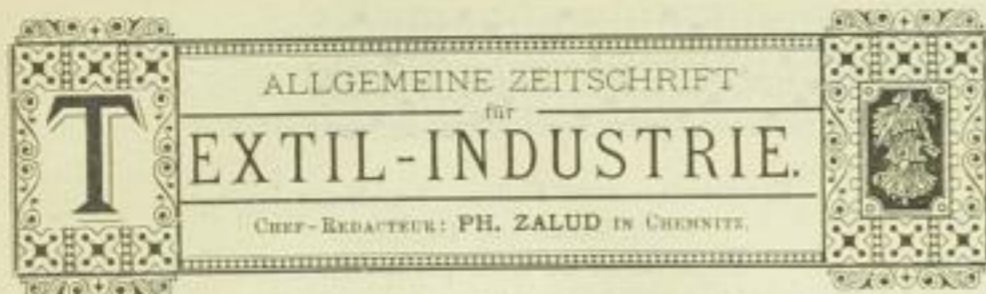 ALLGEMEINE ZEITSCHRIFT
für
TEXTIL-INDUSTRIE.
CHEF-REDACTEUR: PH. ZALUD IN CHEMNITZ.